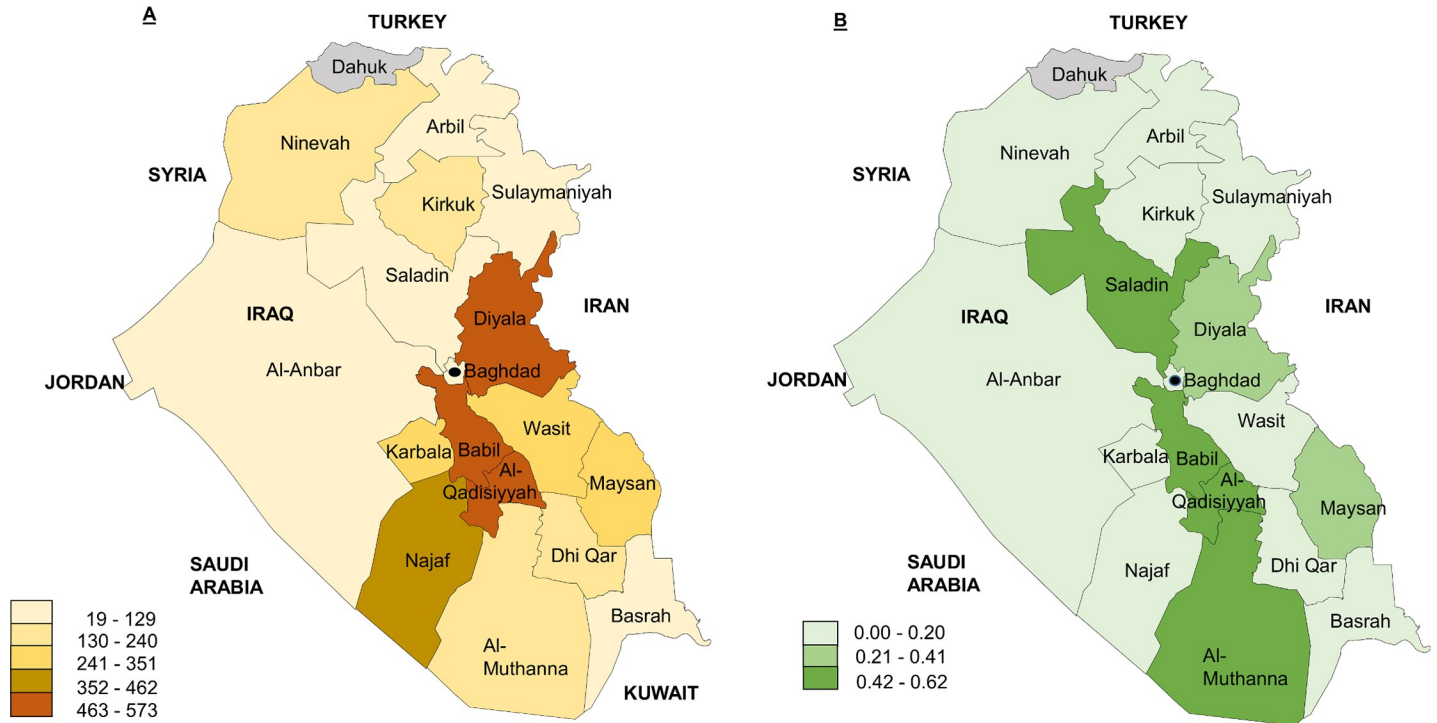 A
TURKEY
Dahuk
Arbil
Ninevah
SYRIA
Sulaymaniyah
Kirkuk
Saladin
IRAQ
IRAN
Diyala
Al-Anbar
Baghdad
JORDAN
Wasit
Karbala
Babil
Al-
Qadisiyyah
Maysan
Najaf
Dhi Qar
SAUDI
ARABIA
Basrah
Al-
Muthanna
KUWAIT
19 - 129
130 - 240
241 - 351
352 - 462
463 - 573
B
TURKEY
Dahuk
Arbil
Ninevah
SYRIA
Sulaymaniyah
Kirkuk
Saladin
IRAN
IRAQ
Diyala
Al-Anbar
Baghdad
JORDAN
Wasit
Karbala
Babil
Al-
Qadisiyyah
Maysan
Najaf
Dhi Qar
SAUDI
ARABIA
Basrah
Al-
Muthanna
0.00 - 0.20
0.21 - 0.41
0.42 - 0.62